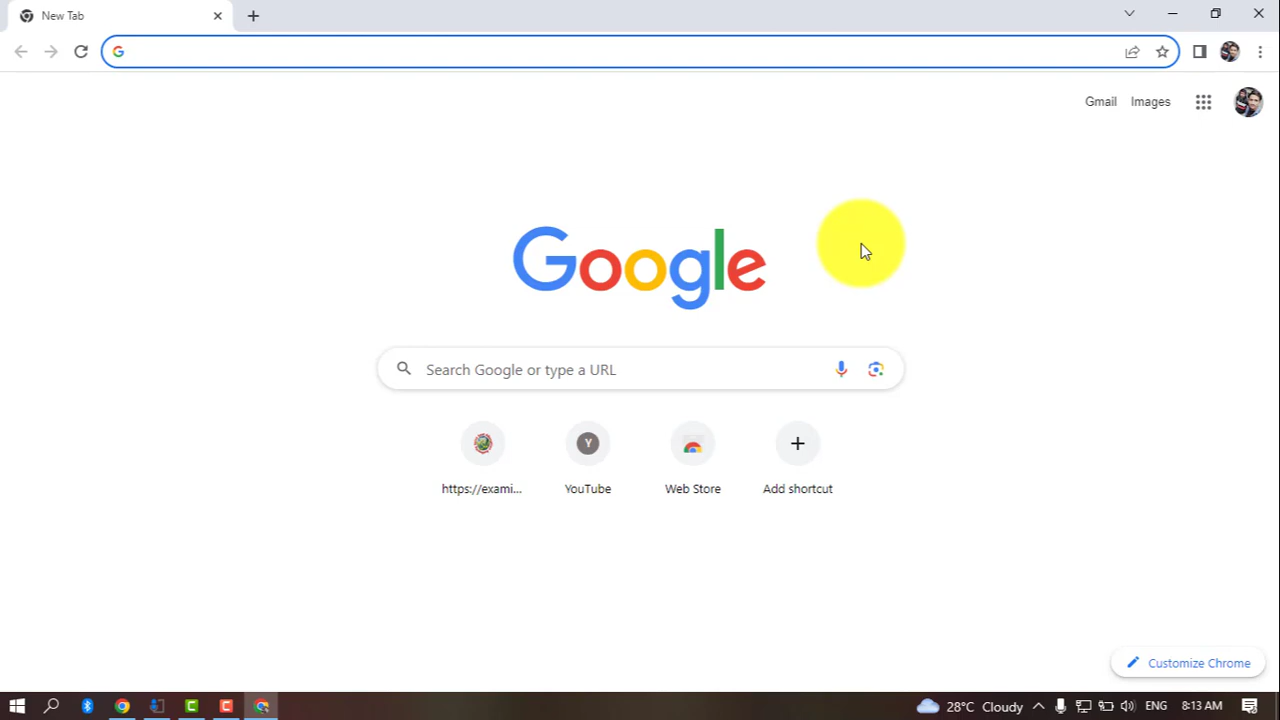 New Tab
Gmail Images
Google
Search Google or type a URL
Y
https://exami... YouTube Web Store Add shortcut
Customize Chrome
28°C Cloudy ENG 8:13 AM